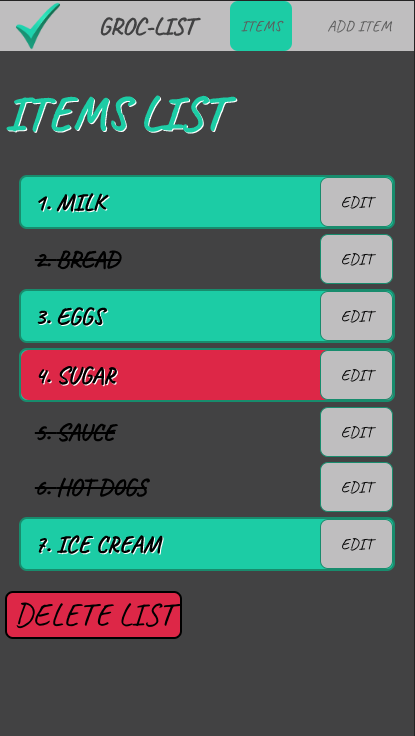 GROC-LIST ITEMS ADD ITEM
ITEMS LIST
1. MILK EDIT
2. BREAD EDIT
3. EGGS EDIT
4. SUGAR EDIT
5. SAUCE EDIT
6. HOT DOGS EDIT
7. ICE CREAM EDIT
DELETE LIST